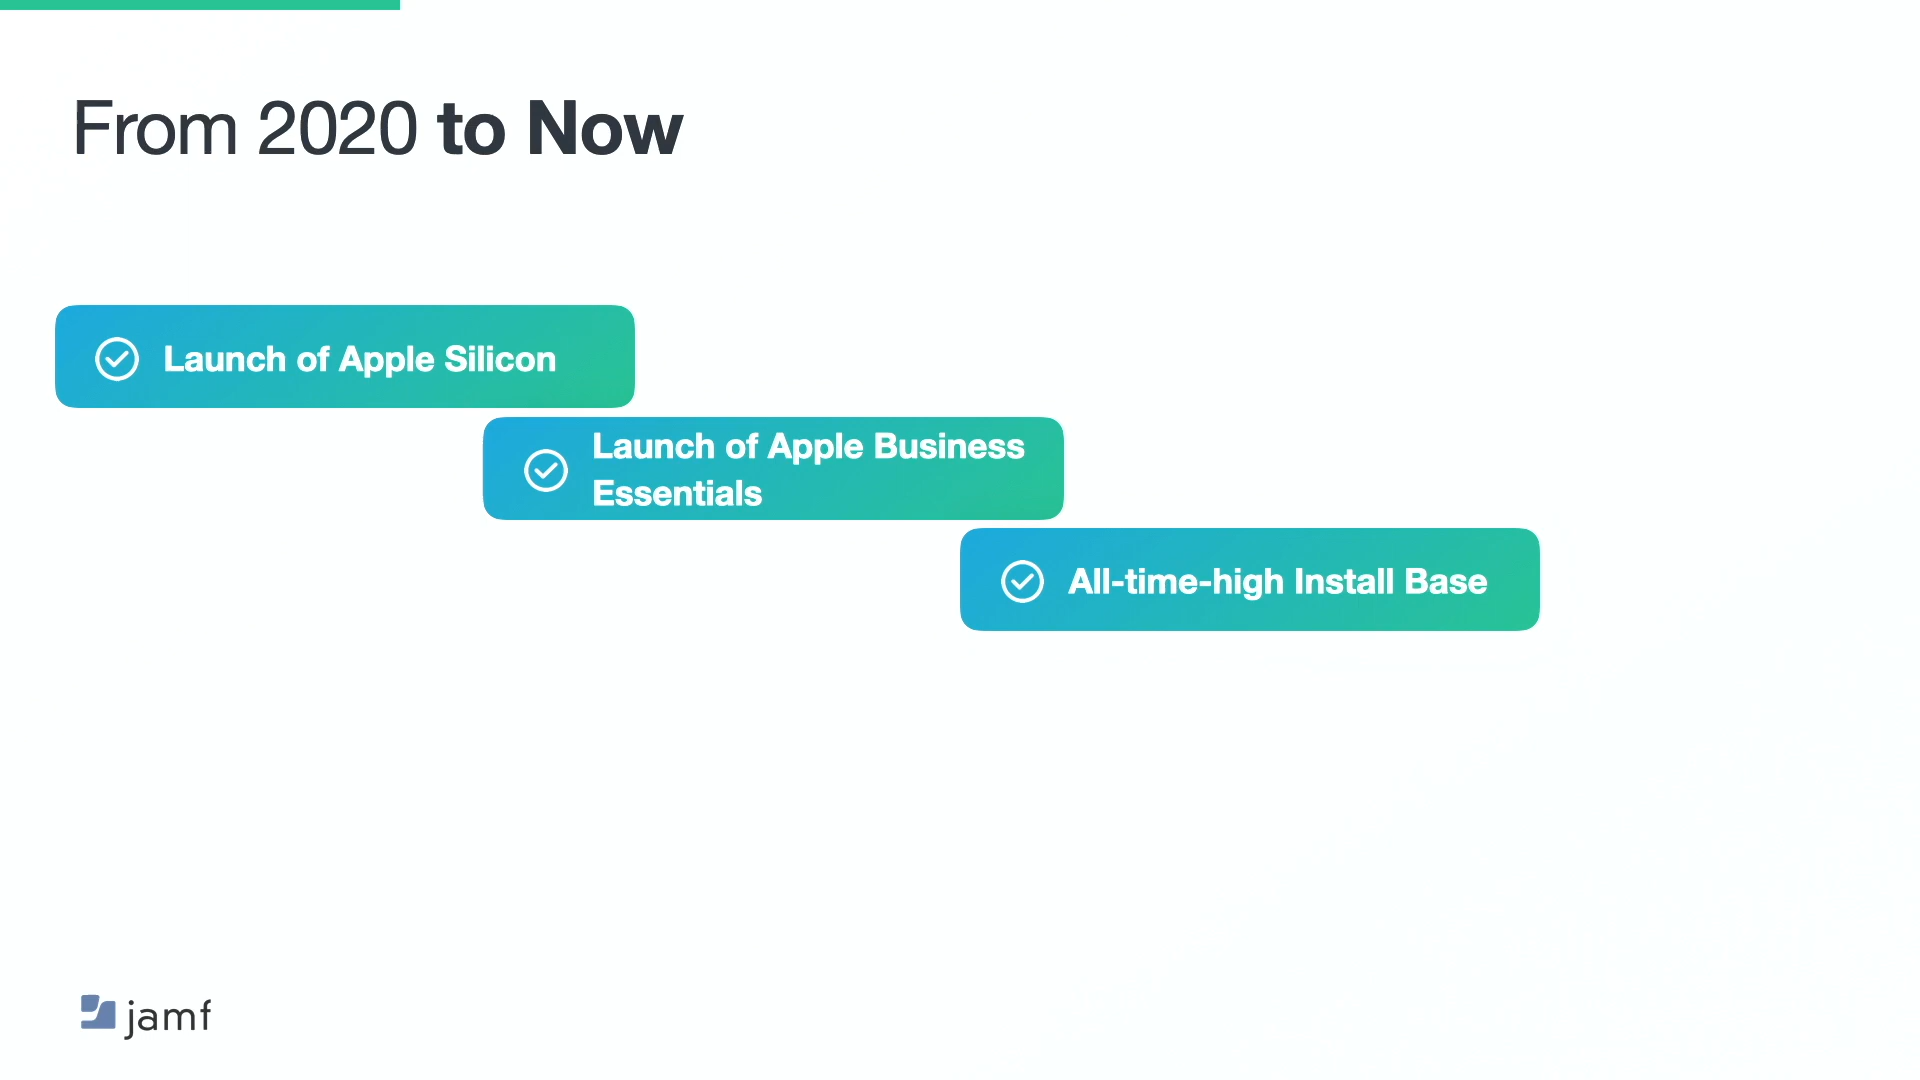 From 2020 to Now
Launch of Apple Silicon
Launch of Apple Business
Essentials
All-time-high Install Base
jamf